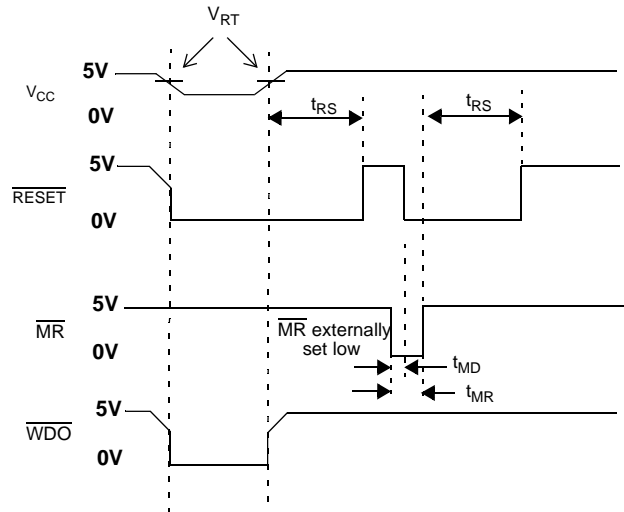 VRT
5V
VCC
0V
tRS
tRS
5V
RESET
0V
5V
MR
0V
MR externally
set low
tMD
tMR
5V
WDO
0V